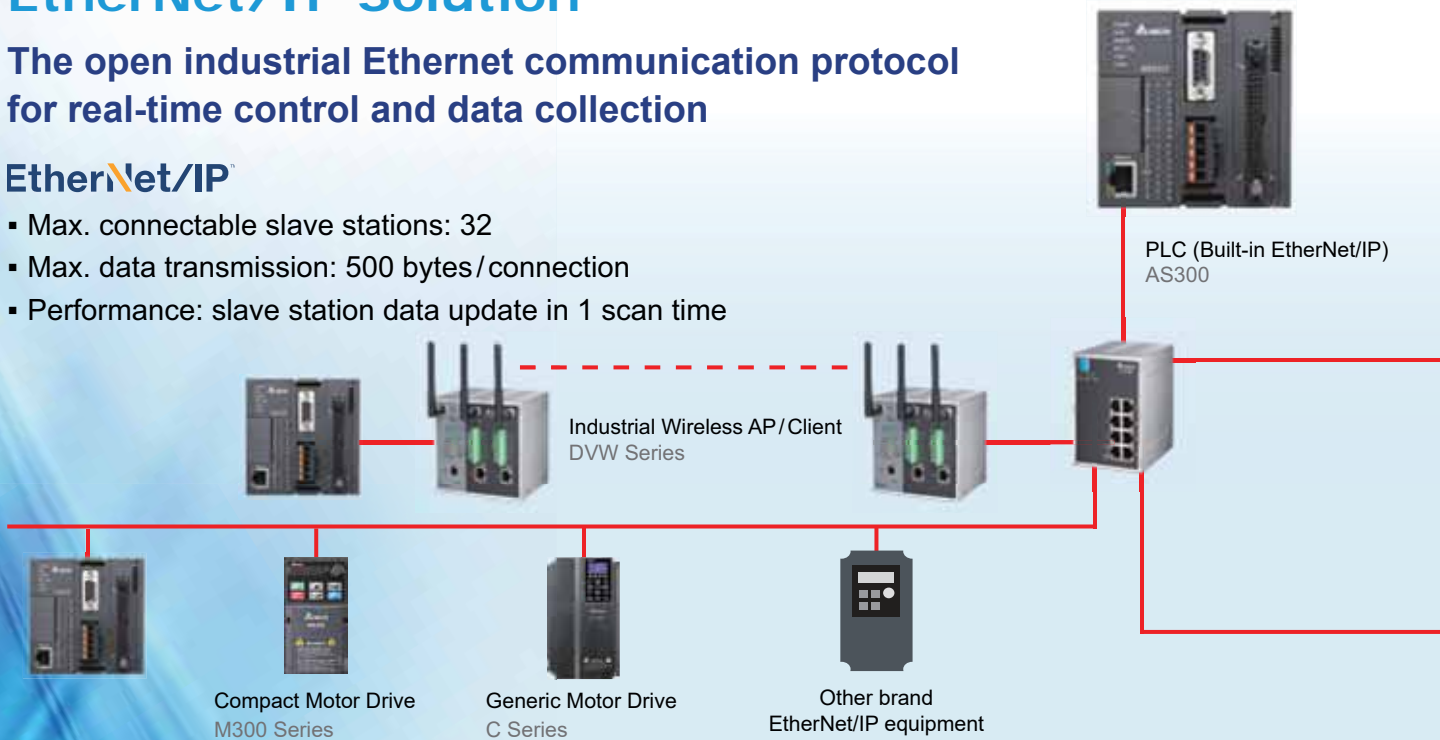 EtherNet/IP Solution
The open industrial Ethernet communication protocol
for real-time control and data collection
EtherNet/IP™
▪ Max. connectable slave stations: 32
▪ Max. data transmission: 500 bytes/connection
▪ Performance: slave station data update in 1 scan time
PLC (Built-in EtherNet/IP)
AS300
Industrial Wireless AP/Client
DVW Series
Compact Motor Drive
M300 Series
Generic Motor Drive
C Series
Other brand
EtherNet/IP equipment